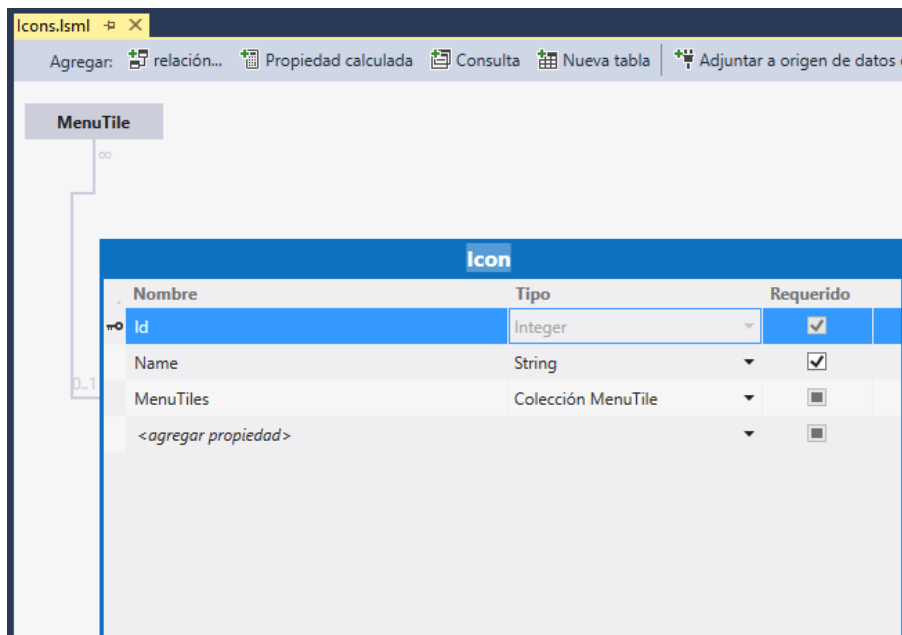 Icons.lsml
Agregar: relación... Propiedad calculada Consulta Nueva tabla Adjuntar a origen de datos
MenuTile
∞
Icon
Nombre Tipo Requerido
Id Integer
Name String
0..1
MenuTiles Colección MenuTile
<agregar propiedad>